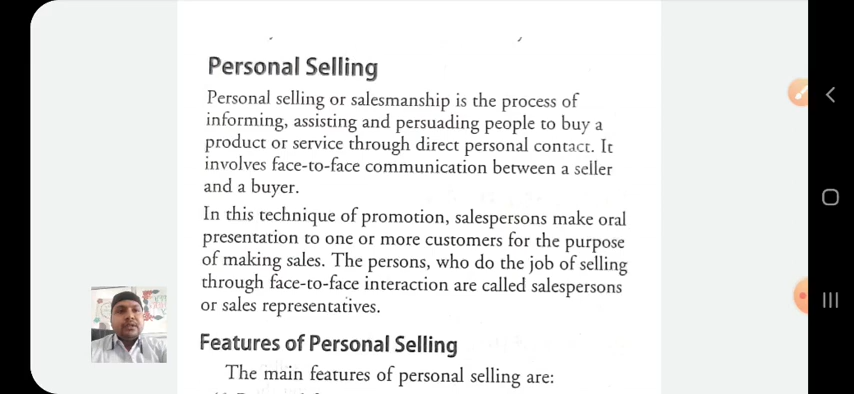 Personal Selling
Personal selling or salesmanship is the process of
informing, assisting and persuading people to buy a
product or service through direct personal contact. It
involves face-to-face communication between a seller
and a buyer.
In this technique of promotion, salespersons make oral
presentation to one or more customers for the purpose
of making sales. The persons, who do the job of selling
through face-to-face interaction are called salespersons
or sales representatives.
Features of Personal Selling
The main features of personal selling are: